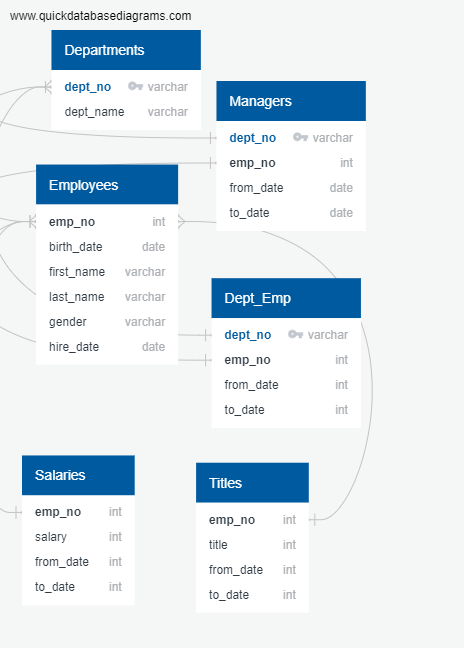 www.quickdatabasediagrams.com
Departments
dept_no varchar
dept_name varchar
Managers
dept_no varchar
emp_no int
from_date date
to_date date
Employees
emp_no int
birth_date date
first_name varchar
last_name varchar
gender varchar
hire_date date
Dept_Emp
dept_no varchar
emp_no int
from_date int
to_date int
Salaries
emp_no int
salary int
from_date int
to_date int
Titles
emp_no int
title int
from_date int
to_date int